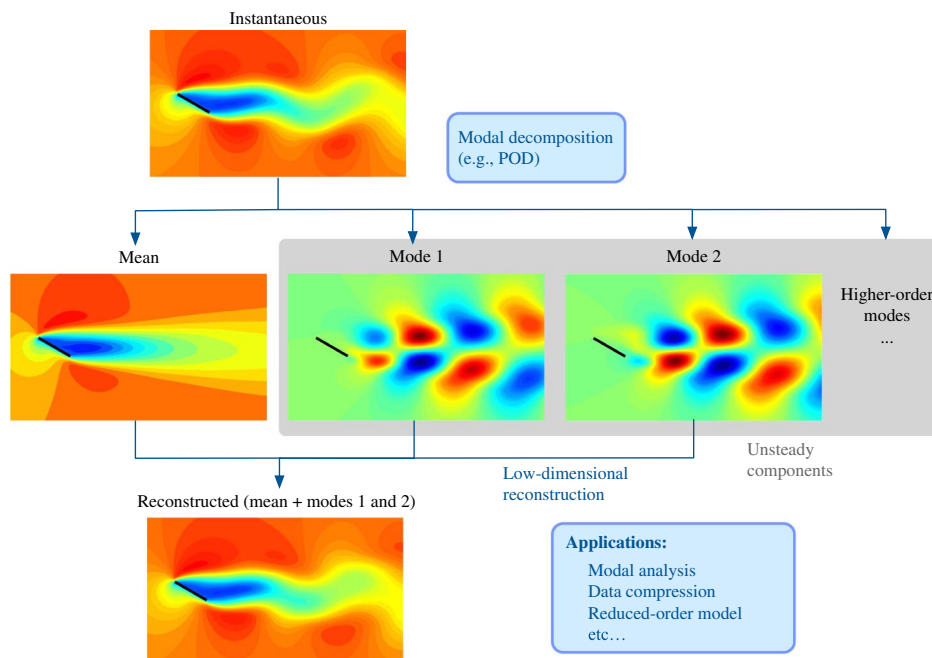 Instantaneous
Modal decomposition
(e.g., POD)
Mean
Mode 1
Mode 2
Higher-order
modes
...
Unsteady
components
Low-dimensional
reconstruction
Reconstructed (mean + modes 1 and 2)
Applications:
Modal analysis
Data compression
Reduced-order model
etc…